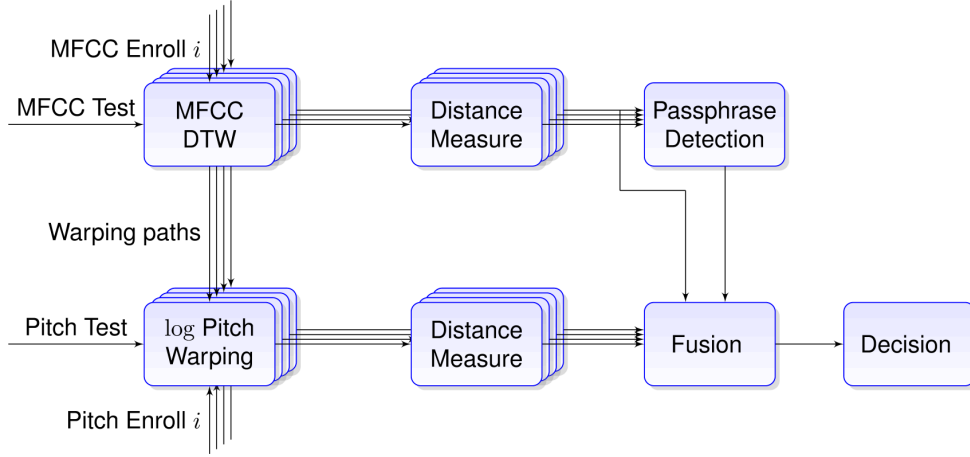 MFCC Enroll i
MFCC Test
MFCC
DTW
Distance
Measure
Passphrase
Detection
Warping paths
Pitch Test
log Pitch
Warping
Distance
Measure
Fusion
Decision
Pitch Enroll i